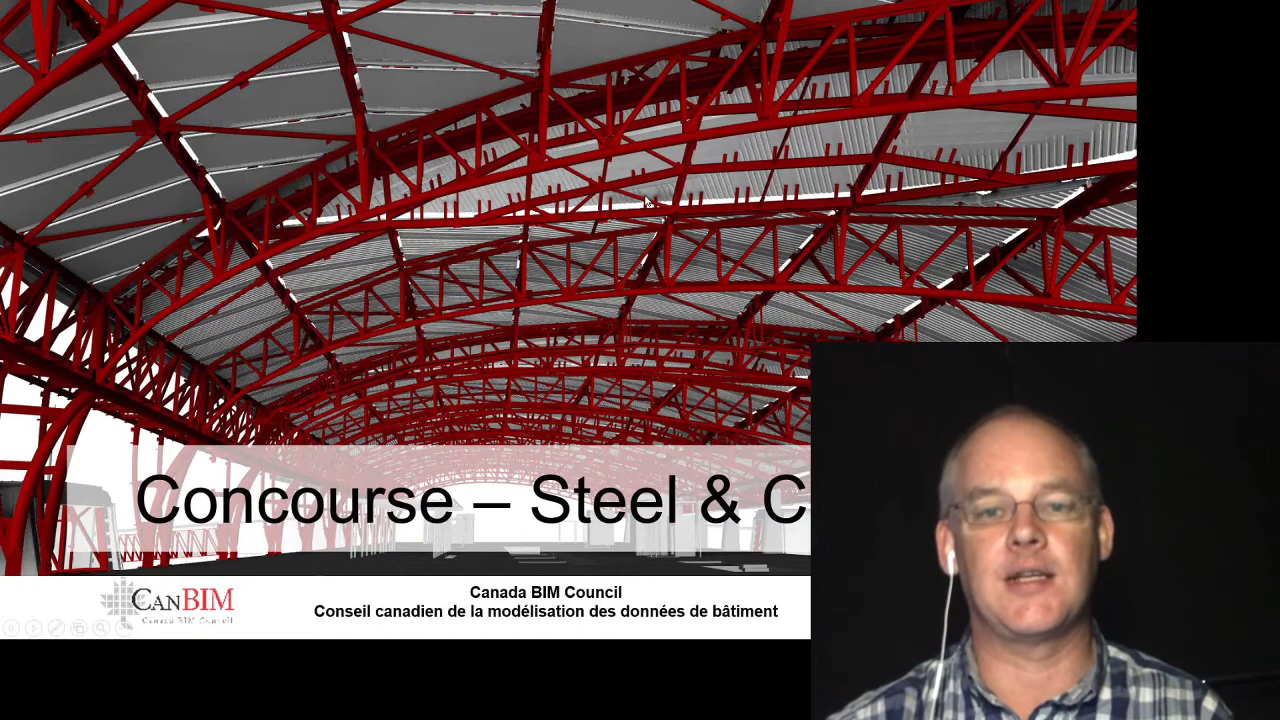 Concourse – Steel & C
CANBIM
Canada BIM Council
Canada BIM Council
Conseil canadien de la modélisation des données de bâtiment